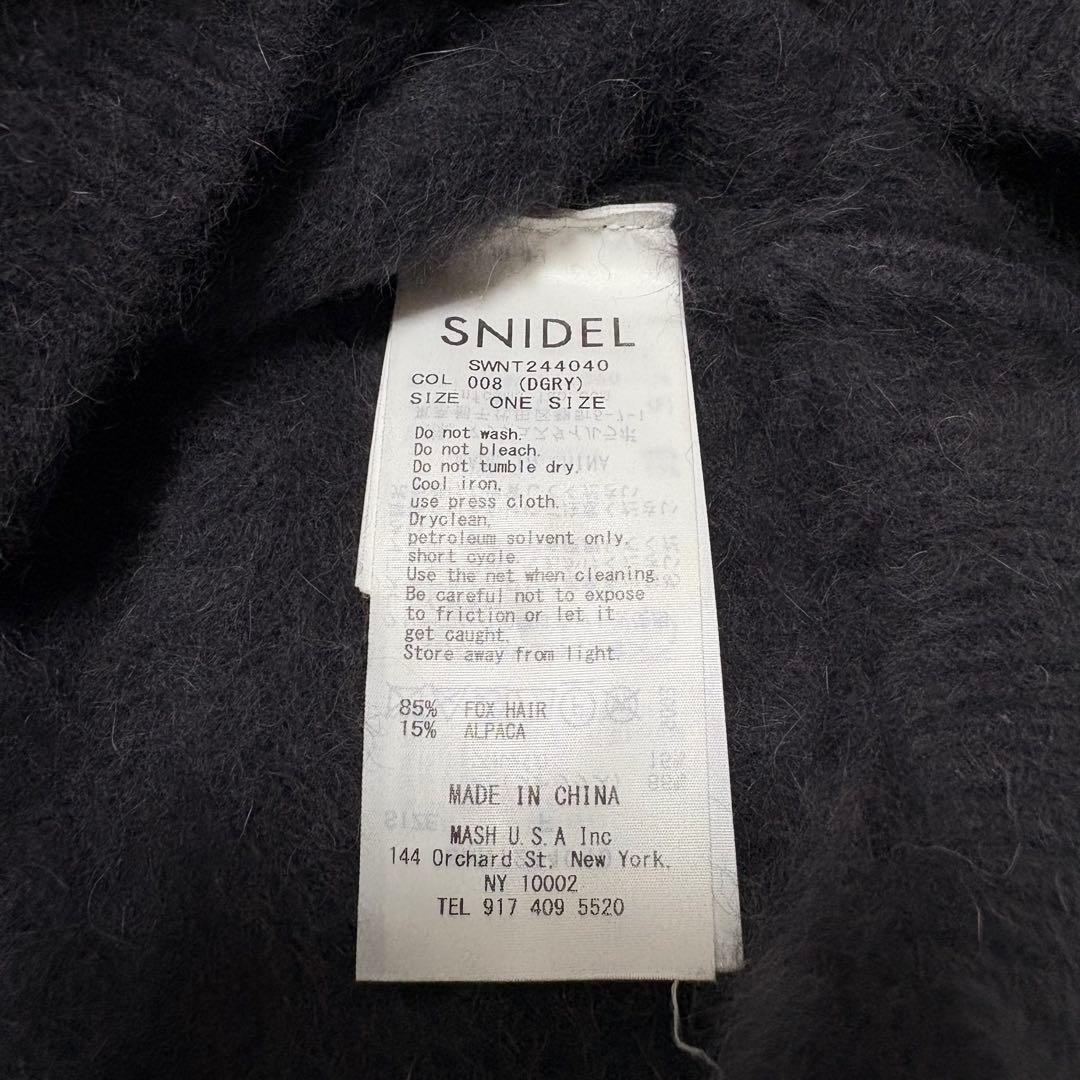 SNIDEL
SWNT244040
COL 008 (DGRY)
SIZE ONE SIZE
Do not wash.
Do not bleach.
Do not tumble dry.
Cool iron,
use press cloth.
Dryclean,
petroleum solvent only,
short cycle
Use the net when cleaning.
Be careful not to expose
to friction or let it
get caught.
Store away from light.
85% FOX HAIR
15% ALPACA
MADE IN CHINA
MASH U.S.A Inc
144 Orchard St. New York.
NY 10002
TEL 917 409 5520